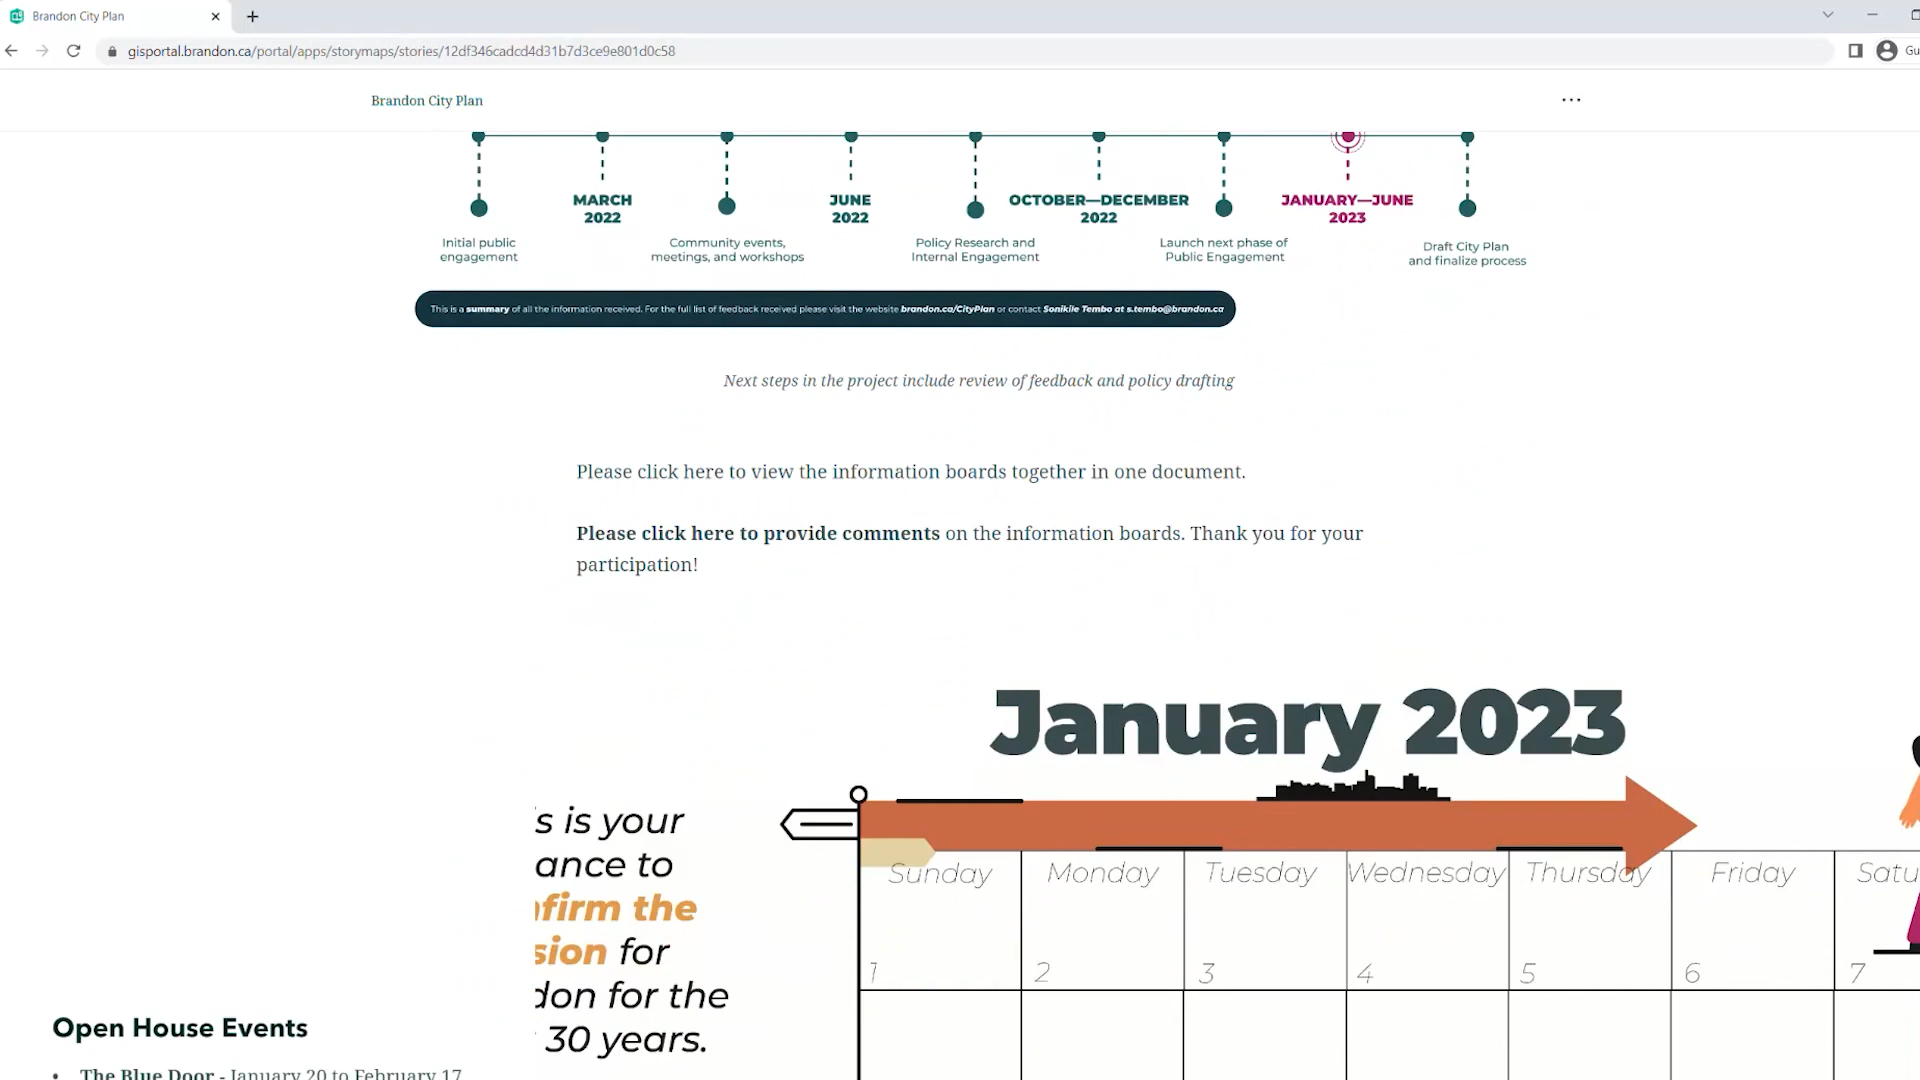 Brandon City Plan
gisportal.brandon.ca/portal/apps/storymaps/stories/12df346cadcd4d31b7d3ce9e801d0c58
Gu
Brandon City Plan
MARCH
2022
JUNE
2022
OCTOBER—DECEMBER
2022
JANUARY—JUNE
2023
Initial public
engagement
Community events,
meetings, and workshops
Policy Research and
Internal Engagement
Launch next phase of
Public Engagement
Draft City Plan
and finalize process
This is a summary of all the information received. For the full list of feedback received please visit the website brandon.ca/CityPlan or contact Sonikile Tembo at s.tembo@brandon.ca
Next steps in the project include review of feedback and policy drafting
Please click here to view the information boards together in one document.
Please click here to provide comments on the information boards. Thank you for your
participation!
January 2023
s is your
ance to
nfirm the
sion for
don for the
30 years.
Sunday Monday Tuesday Wednesday Thursday Friday Satu
1 2 3 4 5 6 7
Open House Events
• The Blue Door - January 20 to February 17